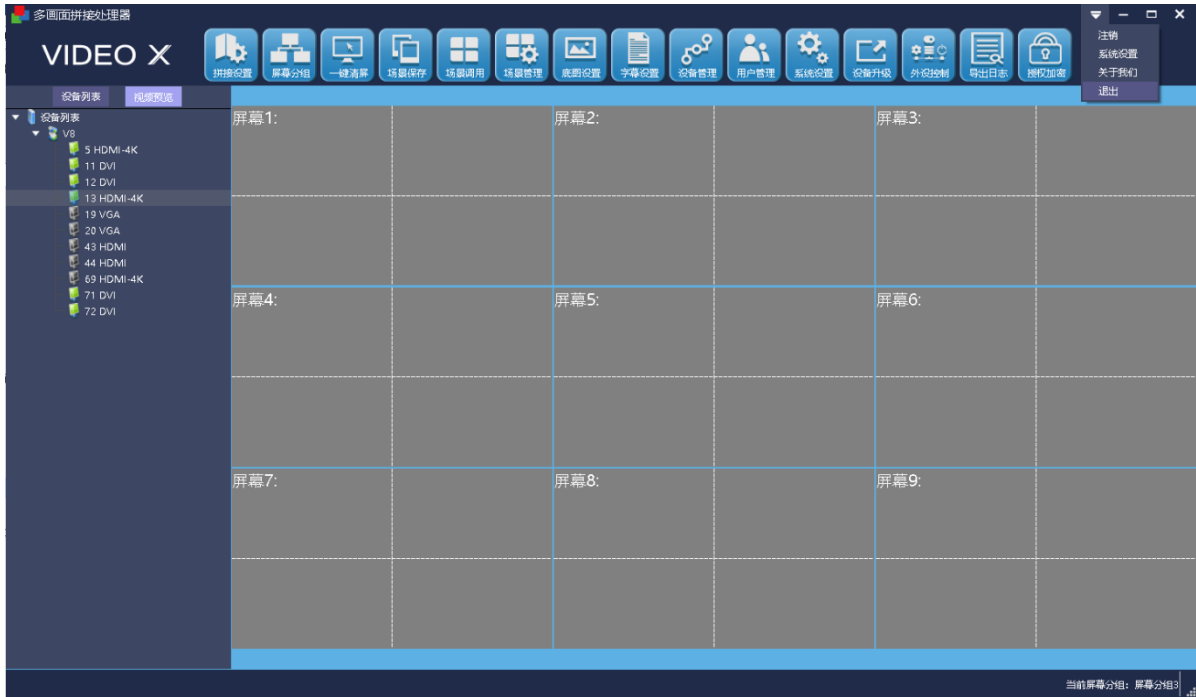 多画面拼接处理器
VIDEO X
拼接设置 屏幕分组 一键清屏 场景保存 场景调用 场景管理 底图设置 字幕设置 设备管理 用户管理 系统设置 设备升级 外设控制 导出日志 授权加密
注销
系统设置
关于我们
退出
设备列表 视频预览
设备列表
V8
5 HDMI-4K
11 DVI
12 DVI
13 HDMI-4K
19 VGA
20 VGA
43 HDMI
44 HDMI
69 HDMI-4K
71 DVI
72 DVI
屏幕1: 屏幕2: 屏幕3:
屏幕4: 屏幕5: 屏幕6:
屏幕7: 屏幕8: 屏幕9:
当前屏幕分组: 屏幕分组3